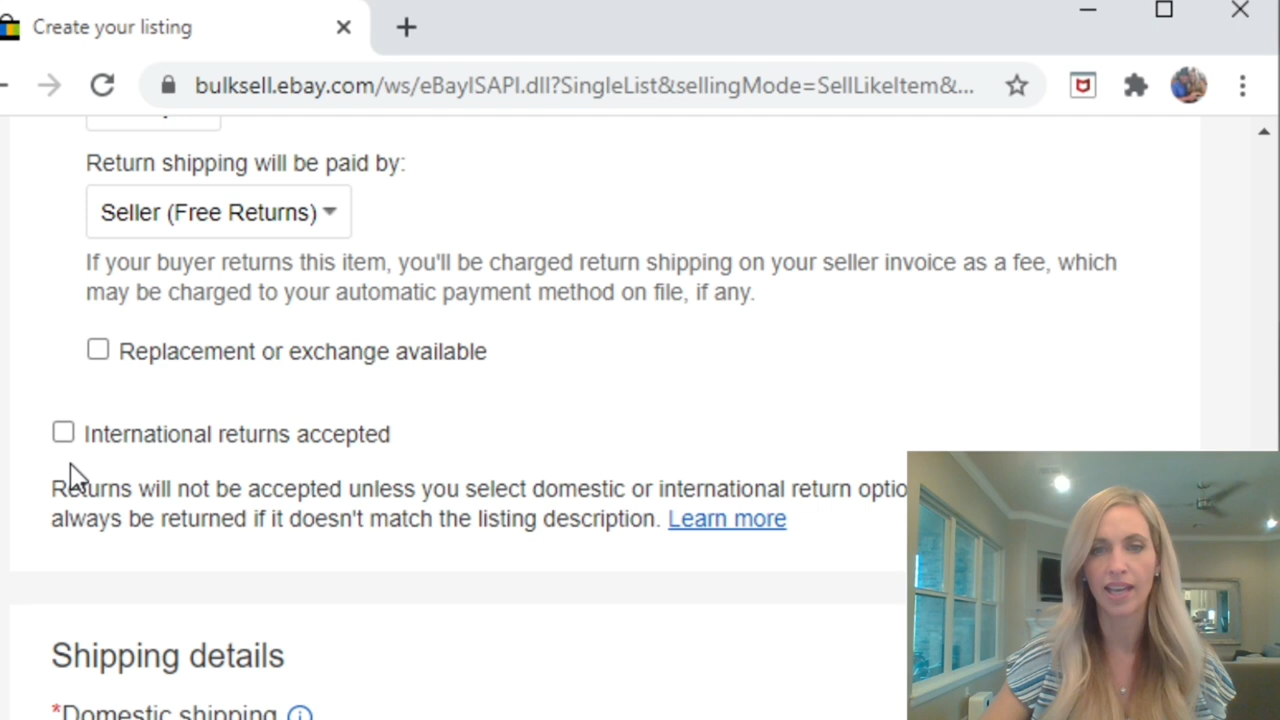 Create your listing
bulksell.ebay.com/ws/eBayISAPI.dll?SingleList&sellingMode=SellLikeItem&...
Return shipping will be paid by:
Seller (Free Returns)
If your buyer returns this item, you'll be charged return shipping on your seller invoice as a fee, which
may be charged to your automatic payment method on file, if any.
Replacement or exchange available
International returns accepted
Returns will not be accepted unless you select domestic or international return optio
always be returned if it doesn't match the listing description. Learn more
Shipping details
*Domestic shipping